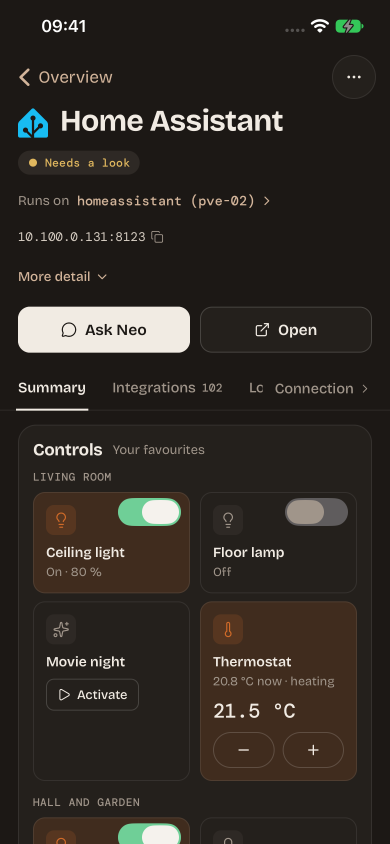 09:41
Overview
Home Assistant
Needs a look
Runs on homeassistant (pve-02)
10.100.0.131:8123
More detail
Ask Neo
Open
Summary Integrations 102 Lo Connection
Controls Your favourites
LIVING ROOM
Ceiling light
On · 80 %
Floor lamp
Off
Movie night
Activate
Thermostat
20.8 °C now · heating
21.5 °C
− +
HALL AND GARDEN